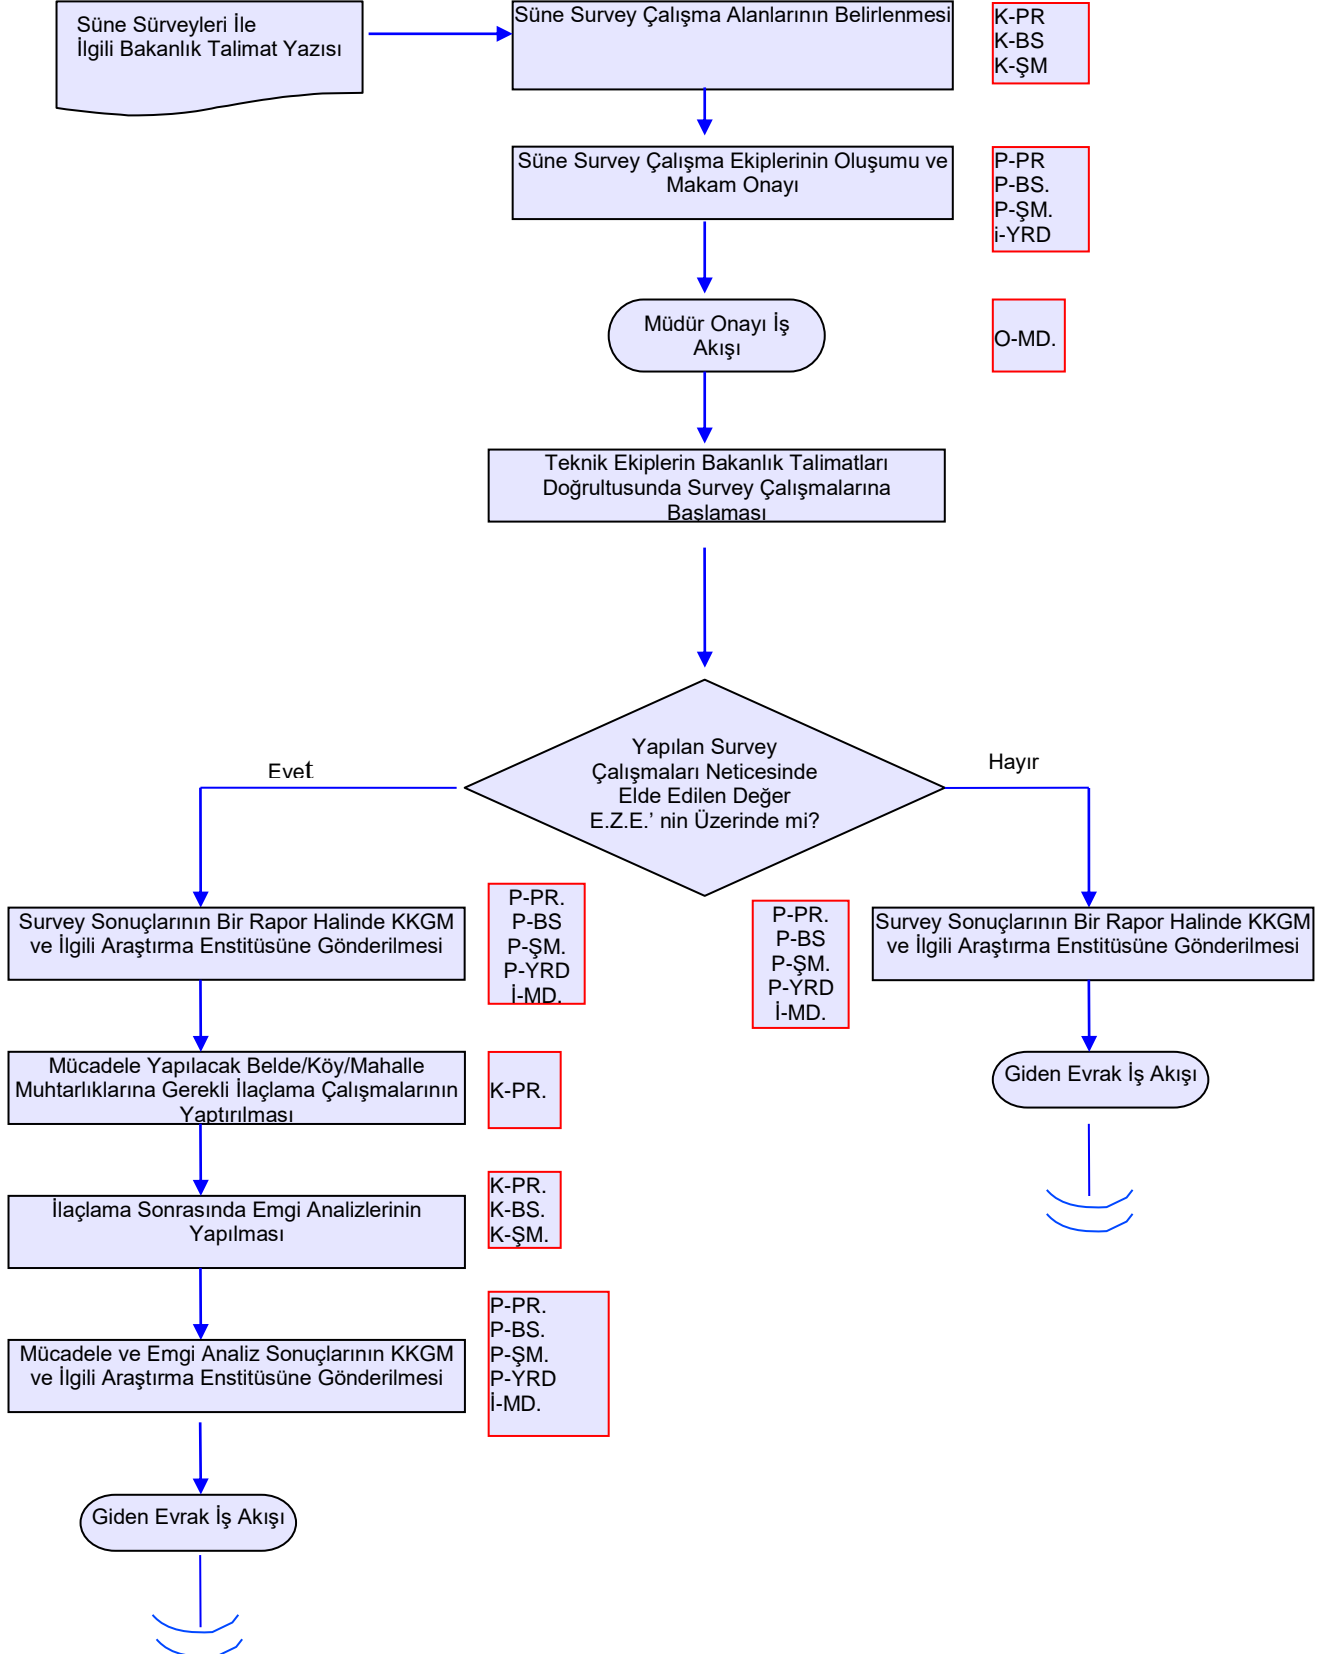 Süne Sürveyleri İle
İlgili Bakanlık Talimat Yazısı
Süne Survey Çalışma Alanlarının Belirlenmesi
K-PR
K-BS
K-ŞM
Süne Survey Çalışma Ekiplerinin Oluşumu ve
Makam Onayı
P-PR
P-BS.
P-ŞM.
i-YRD
Müdür Onayı İş
Akışı
O-MD.
Teknik Ekiplerin Bakanlık Talimatları
Doğrultusunda Survey Çalışmalarına
Başlaması
Yapılan Survey
Çalışmaları Neticesinde
Elde Edilen Değer
E.Z.E.’ nin Üzerinde mi?
Evet
Hayır
Survey Sonuçlarının Bir Rapor Halinde KKGM
ve İlgili Araştırma Enstitüsüne Gönderilmesi
P-PR.
P-BS
P-ŞM.
P-YRD
İ-MD.
P-PR.
P-BS
P-ŞM.
P-YRD
İ-MD.
Survey Sonuçlarının Bir Rapor Halinde KKGM
ve İlgili Araştırma Enstitüsüne Gönderilmesi
Mücadele Yapılacak Belde/Köy/Mahalle
Muhtarlıklarına Gerekli İlaçlama Çalışmalarının
Yaptırılması
K-PR.
Giden Evrak İş Akışı
İlaçlama Sonrasında Emgi Analizlerinin
Yapılması
K-PR.
K-BS.
K-ŞM.
Mücadele ve Emgi Analiz Sonuçlarının KKGM
ve İlgili Araştırma Enstitüsüne Gönderilmesi
P-PR.
P-BS.
P-ŞM.
P-YRD
İ-MD.
Giden Evrak İş Akışı